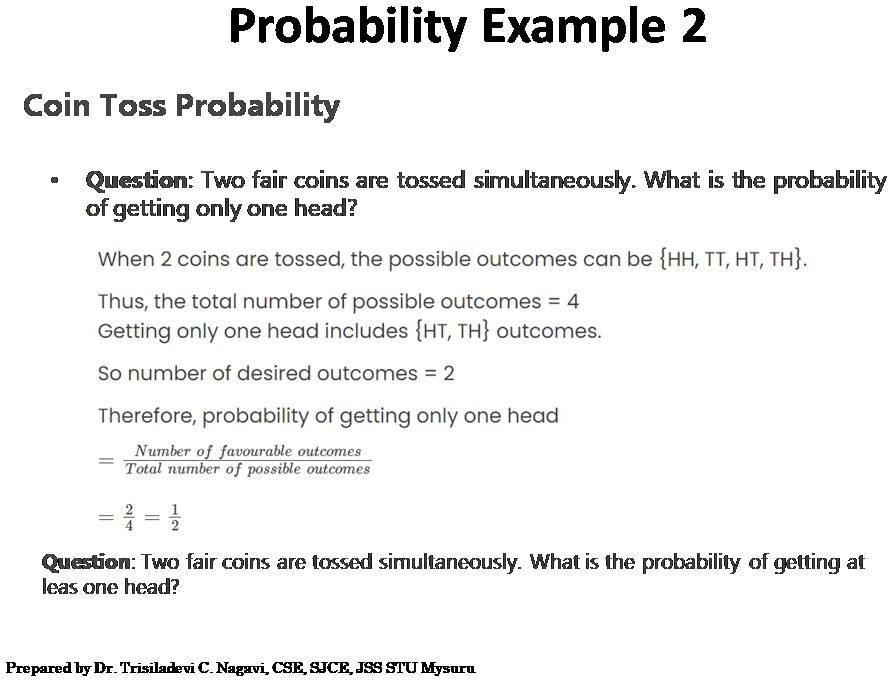 Probability Example 2
Coin Toss Probability
• Question: Two fair coins are tossed simultaneously. What is the probability
of getting only one head?
When 2 coins are tossed, the possible outcomes can be {HH, TT, HT, TH}.
Thus, the total number of possible outcomes = 4
Getting only one head includes {HT, TH} outcomes.
So number of desired outcomes = 2
Therefore, probability of getting only one head
= Number of favourable outcomes
Total number of possible outcomes
= 2/4 = 1/2
Question: Two fair coins are tossed simultaneously. What is the probability of getting at
leas one head?
Prepared by Dr. Trisiladevi C. Nagavi, CSE, SJCE, JSS STU Mysuru